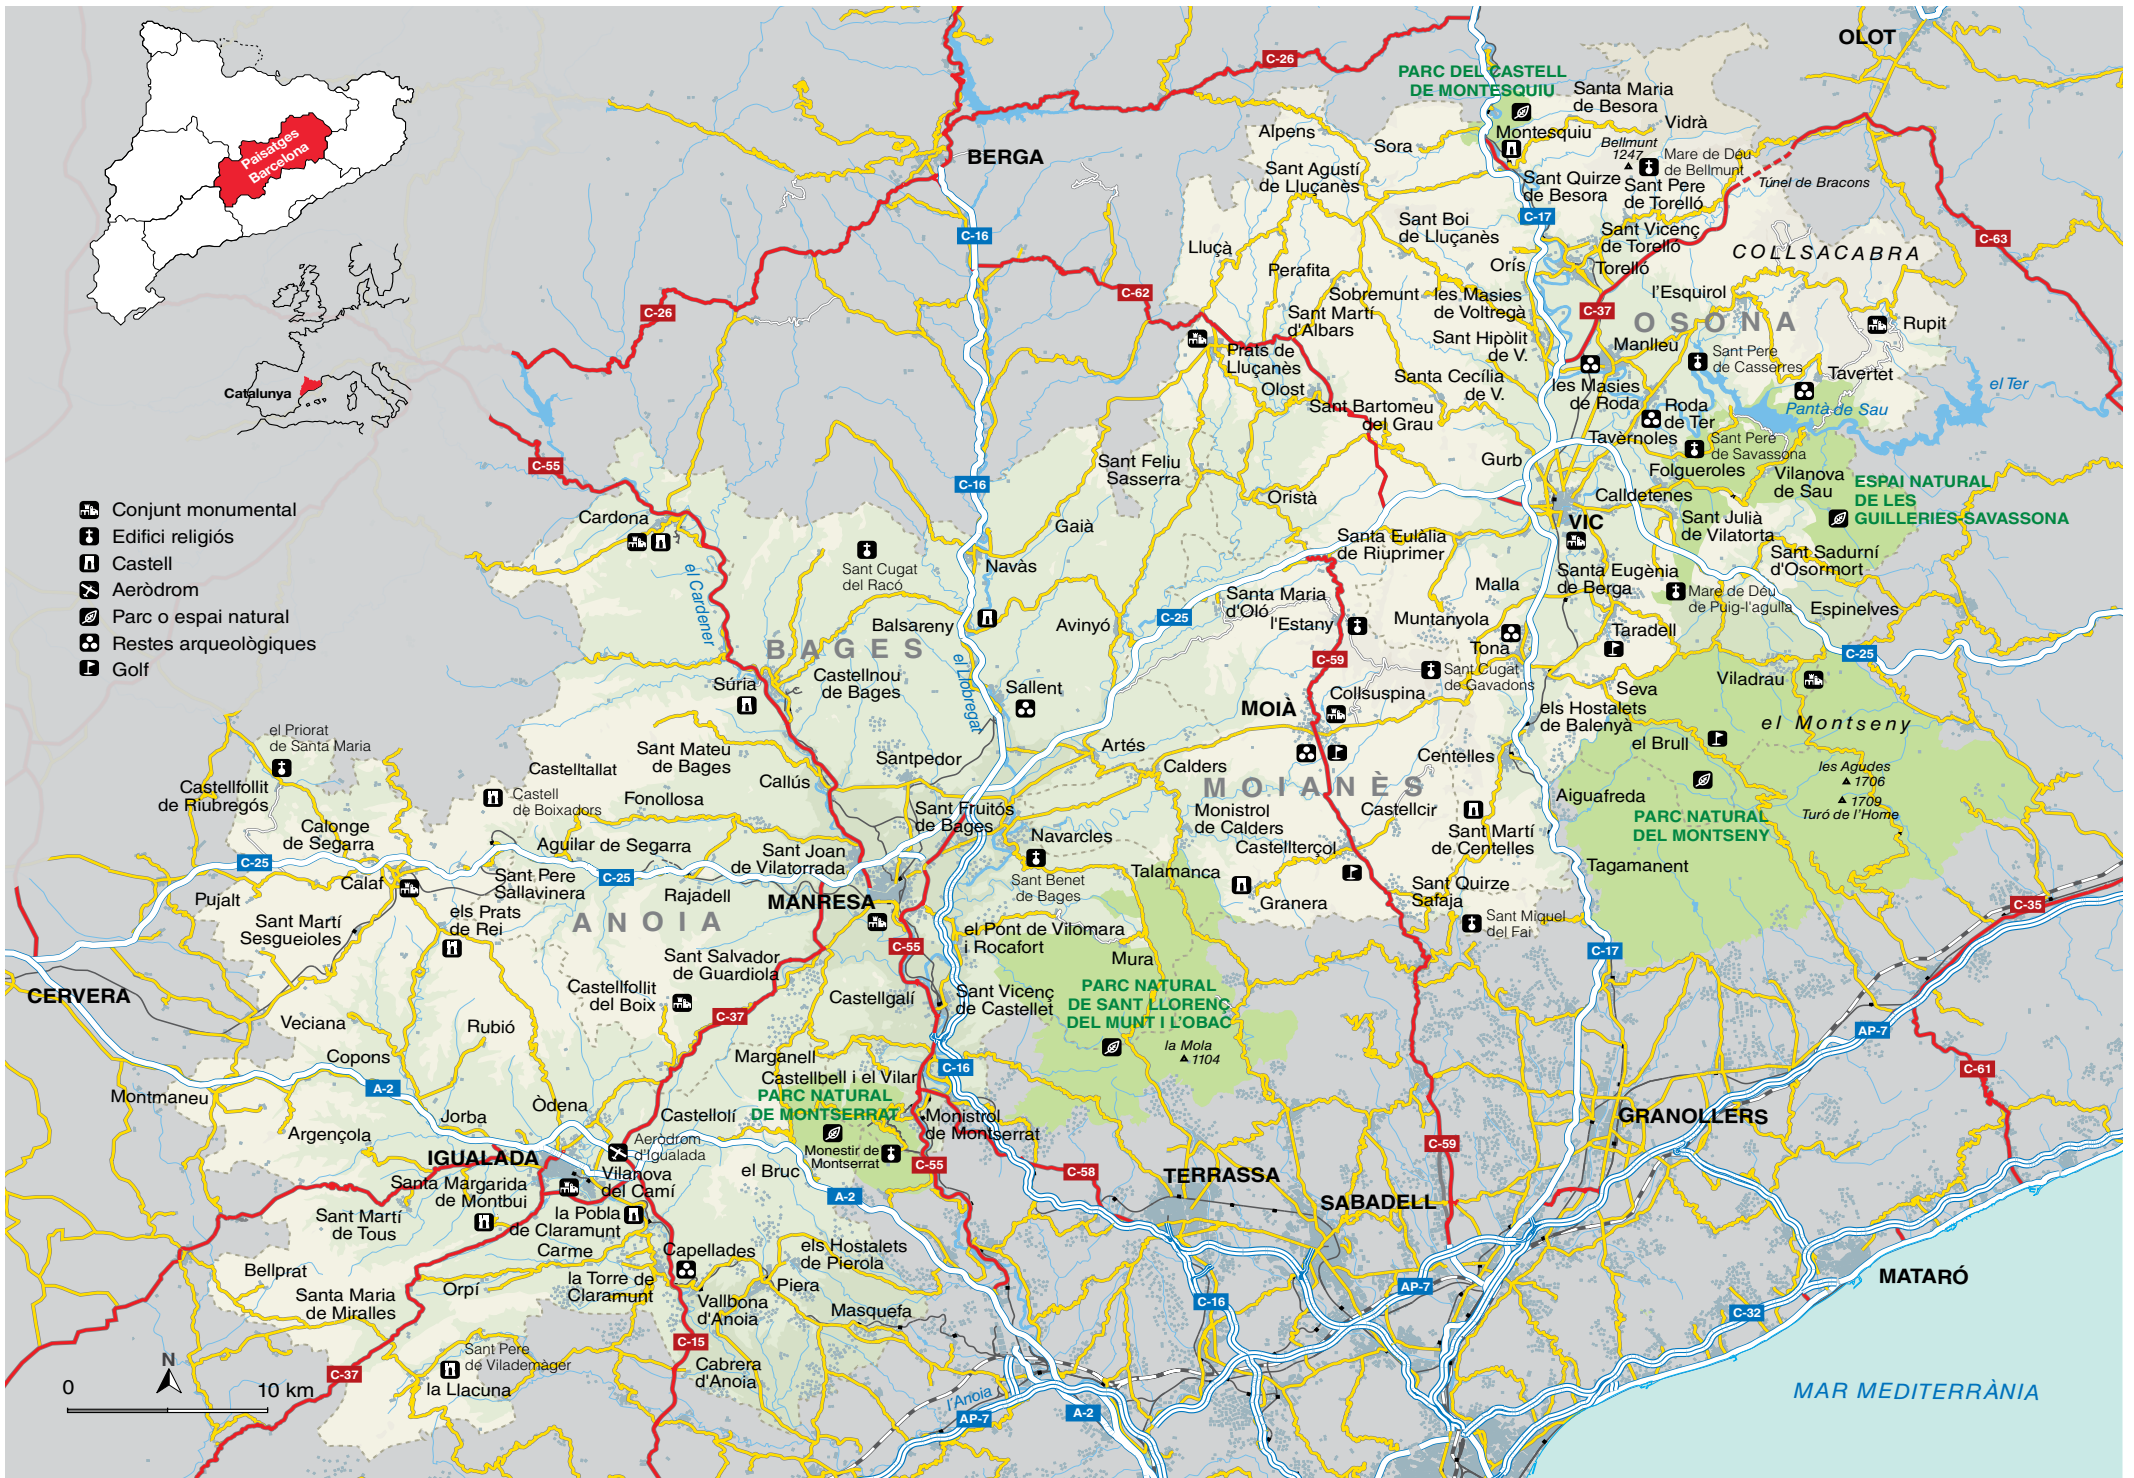 Paisatges
Barcelona
Catalunya
Conjunt monumental
Edifici religiós
Castell
Aeròdrom
Parc o espai natural
Restes arqueològiques
Golf
0
10 km
N
OLOT
C-26
PARC DEL CASTELL
DE MONTESQUIU
Santa Maria
de Besora
Vidrà
Alpens
Sora
Montesquiu
Bellmunt
1247
Mare de Déu
de Bellmunt
BERGA
Sant Agustí
de Lluçanès
Sant Quirze
de Besora
Sant Pere
de Torelló
Túnel de Bracons
C-17
Sant Boi
de Lluçanès
Sant Vicenç
de Torelló
C-16
Lluçà
COLLSACABRA
C-63
Perafita
Orís
Torelló
C-62
Sobremunt
les Masies
de Voltregà
l'Esquirol
C-26
Sant Martí
d'Albars
C-37
OSONA
Rupit
Sant Hipòlit
de V.
Manlleu
Prats de
Lluçanès
Sant Pere
de Casserres
Olost
Santa Cecília
de V.
les Masies
de Roda
Tavertet
el Ter
Sant Bartomeu
del Grau
Roda
de Ter
Pantà de Sau
Tavèrnoles
Sant Pere
de Savassona
C-55
Sant Feliu
Sasserra
Gurb
Folgueroles
Vilanova
de Sau
ESPAI NATURAL
DE LES
GUILLERIES-SAVASSONA
C-16
Oristà
Calldetenes
Cardona
Gaià
VIC
Sant Julià
de Vilatorta
Santa Eulàlia
de Riuprimer
Sant Sadurní
d'Osormort
Sant Cugat
del Racó
Navàs
el Cardener
Santa Maria
d'Oló
Malla
Santa Eugènia
de Berga
Mare de Déu
de Puig-l'agulla
Espinelves
Balsareny
Avinyó
C-25
l'Estany
Muntanyola
Taradell
BAGES
Tona
C-25
C-59
Sant Cugat
de Gavadons
el Llobregat
Castellnou
de Bages
Súria
Sallent
Collsuspina
Seva
Viladrau
MOIÀ
els Hostalets
de Balenyà
el Montseny
el Priorat
de Santa Maria
Sant Mateu
de Bages
Artés
Centelles
el Brull
Santpedor
Calders
les Agudes
1706
Castelltallat
Callús
MOIANÈS
Castellfollit
de Riubregós
Castell
de Boixadors
Fonollosa
Aiguafreda
1709
Turó de l'Home
Sant Fruitós
de Bages
Monistrol
de Calders
Castellcir
PARC NATURAL
DEL MONTSENY
Calonge
de Segarra
Navarcles
Sant Martí
de Centelles
Aguilar de Segarra
Castellterçol
C-25
Sant Joan
de Vilatorrada
Tagamanent
Calaf
Sant Pere
Sallavinera
C-25
Talamanca
Sant Benet
de Bages
Sant Quirze
Safaja
Pujalt
Rajadell
MANRESA
Granera
C-35
els Prats
de Rei
Sant Martí
Sesgueioles
ANOIA
Sant Miquel
del Fai
el Pont de Vilomara
i Rocafort
C-55
C-17
Sant Salvador
de Guardiola
Mura
CERVERA
Castellfollit
del Boix
Castellgalí
Sant Vicenç
de Castellet
PARC NATURAL
DE SANT LLORENÇ
DEL MUNT I L'OBAC
Veciana
Rubió
C-37
AP-7
la Mola
1104
Copons
Marganell
C-16
C-61
Castellbell i el Vilar
A-2
Montmaneu
PARC NATURAL
DE MONTSERRAT
Òdena
Jorba
Castellolí
Monistrol
de Montserrat
GRANOLLERS
Argençola
Aeròdrom
d'Igualada
Monestir de
Montserrat
C-59
IGUALADA
C-55
C-58
TERRASSA
Vilanova
del Camí
el Bruc
Santa Margarida
de Montbui
A-2
SABADELL
la Pobla
de Claramunt
Sant Martí
de Tous
Carme
Capellades
els Hostalets
de Pierola
Bellprat
Orpí
la Torre de
Claramunt
Piera
AP-7
MATARÓ
Santa Maria
de Miralles
Vallbona
d'Anoia
Masquefa
C-16
C-32
C-15
Sant Pere
de Vilademàger
Cabrera
d'Anoia
C-37
la Llacuna
l'Anoia
AP-7
A-2
MAR MEDITERRÀNIA